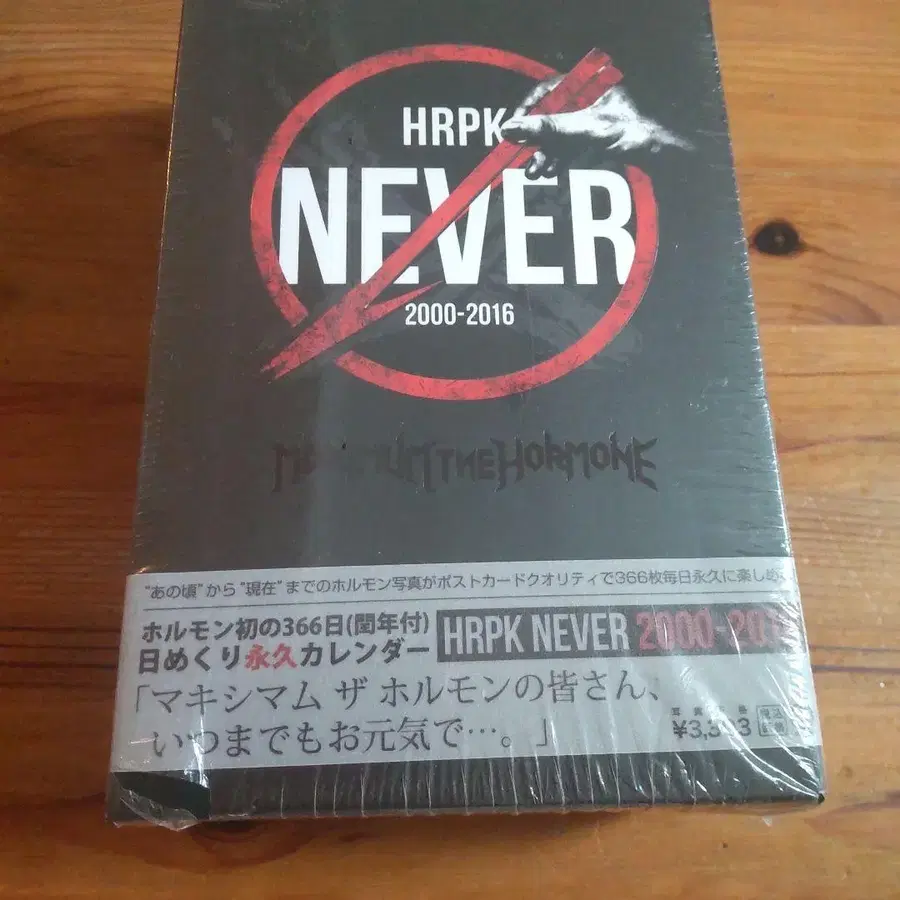 HRPK
NEVER
2000-2016
MAXIMUM THE HORMONE
"あの頃"から"現在"までのホルモン写真がポストカードクオリティで366枚毎日永久に楽しめ
ホルモン初の366日(閏年付)
日めくり永久カレンダー
HRPK NEVER 2000-201
「マキシマム ザ ホルモンの皆さん、
いつまでもお元気で…。」